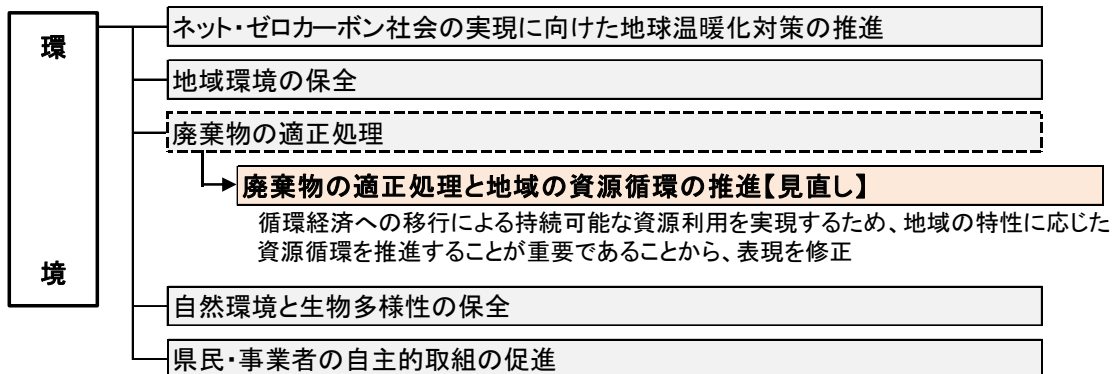 環
境
ネット・ゼロカーボン社会の実現に向けた地球温暖化対策の推進
地域環境の保全
廃棄物の適正処理
廃棄物の適正処理と地域の資源循環の推進【見直し】
循環経済への移行による持続可能な資源利用を実現するため、地域の特性に応じた
資源循環を推進することが重要であることから、表現を修正
自然環境と生物多様性の保全
県民・事業者の自主的取組の促進